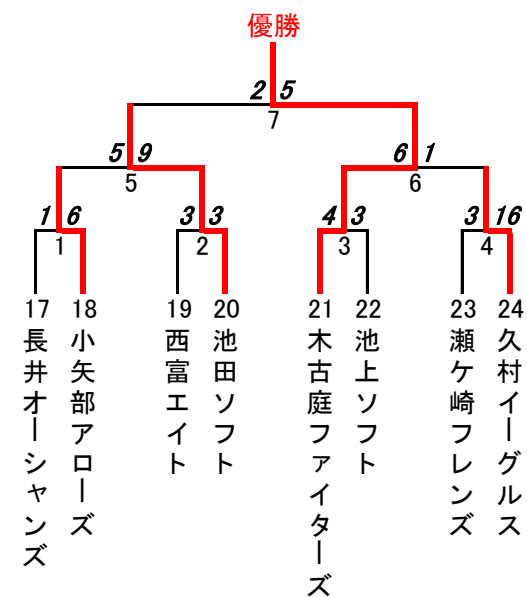 優勝
2 5
7
5 9
5
6 1
6
1 6
1
3 3
2
4 3
3
3 16
4
17
長井オーシャンズ
18
小矢部アローズ
19
西富エイト
20
池田ソフト
21
木古庭ファイターズ
22
池上ソフト
23
瀬ケ崎フレンズ
24
久村イーグルス